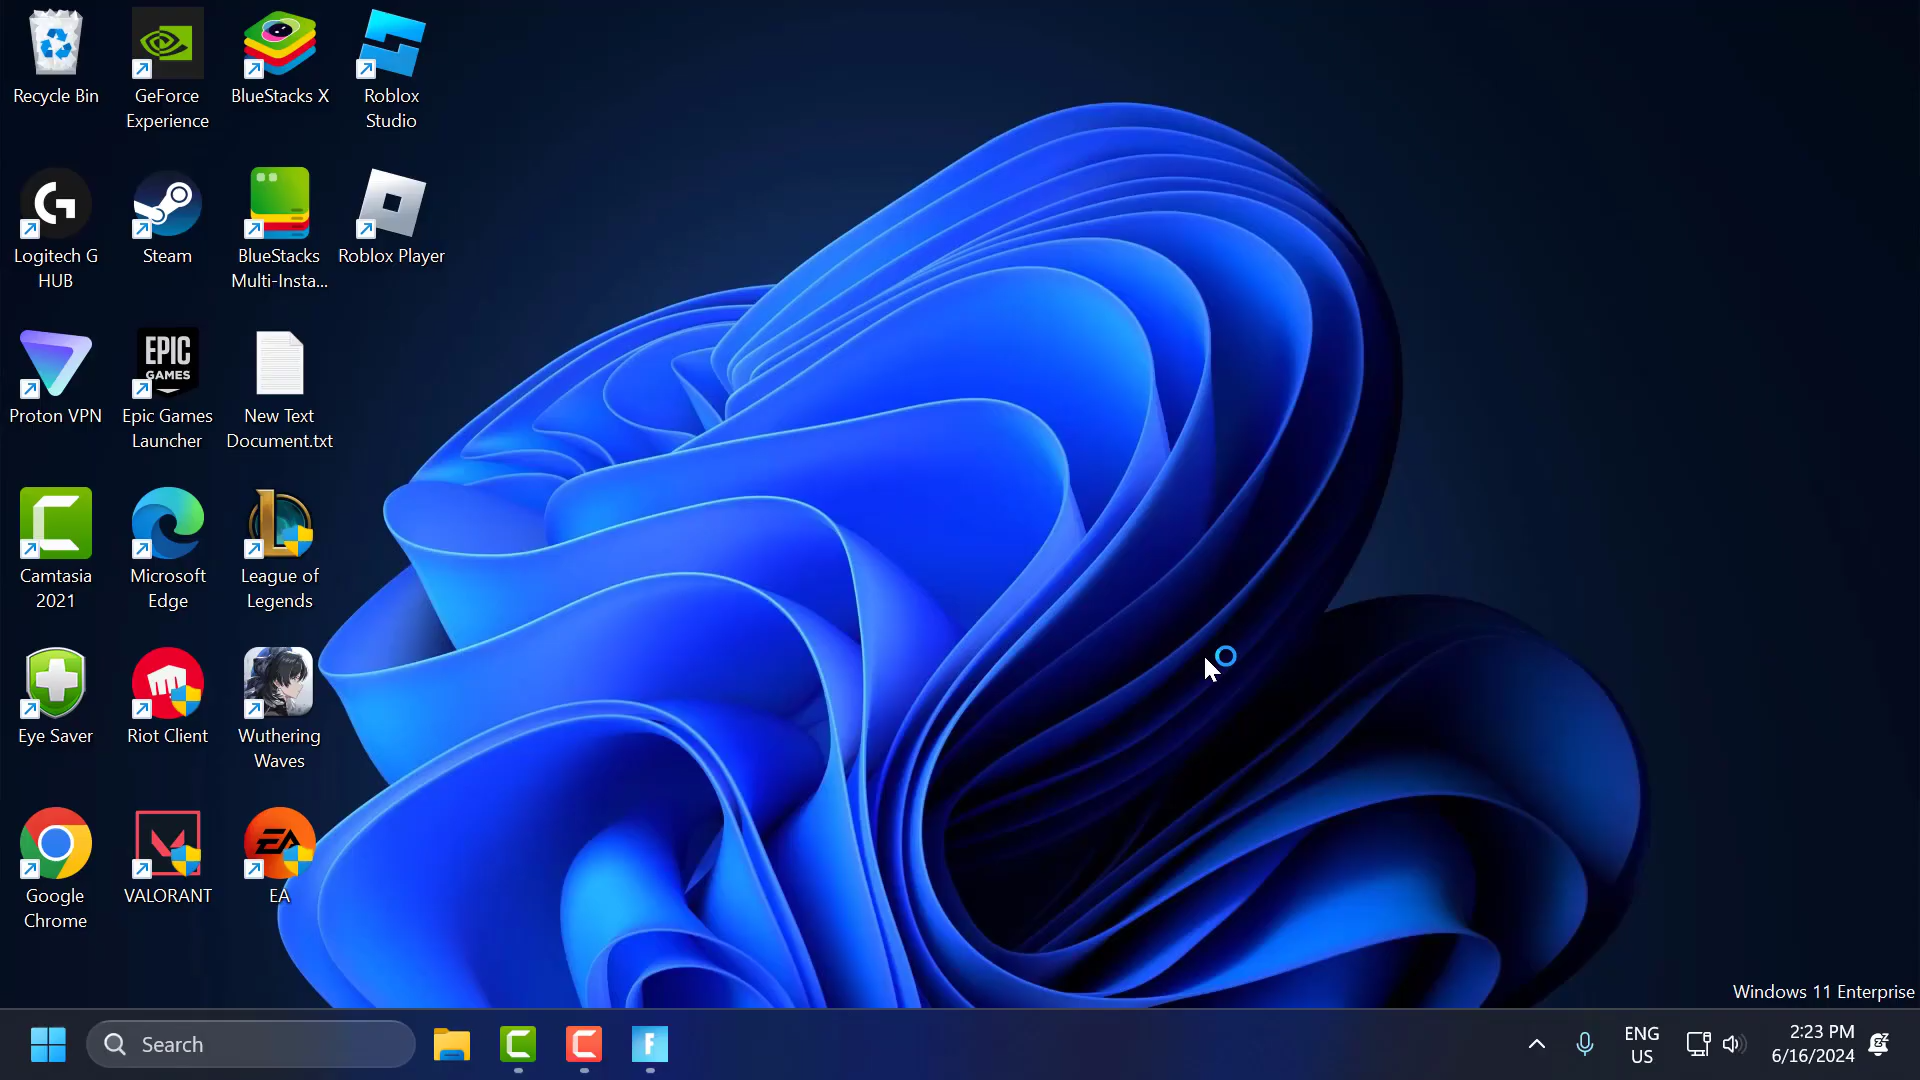 Recycle Bin
GeForce
Experience
BlueStacks X
Roblox
Studio
Logitech G
HUB
Steam
BlueStacks
Multi-Insta...
Roblox Player
Proton VPN
EPIC
GAMES
Epic Games
Launcher
New Text
Document.txt
Camtasia
2021
Microsoft
Edge
League of
Legends
Eye Saver
Riot Client
Wuthering
Waves
Google
Chrome
VALORANT
EA
EA
Windows 11 Enterprise
Search
F
ENG
US
2:23 PM
6/16/2024